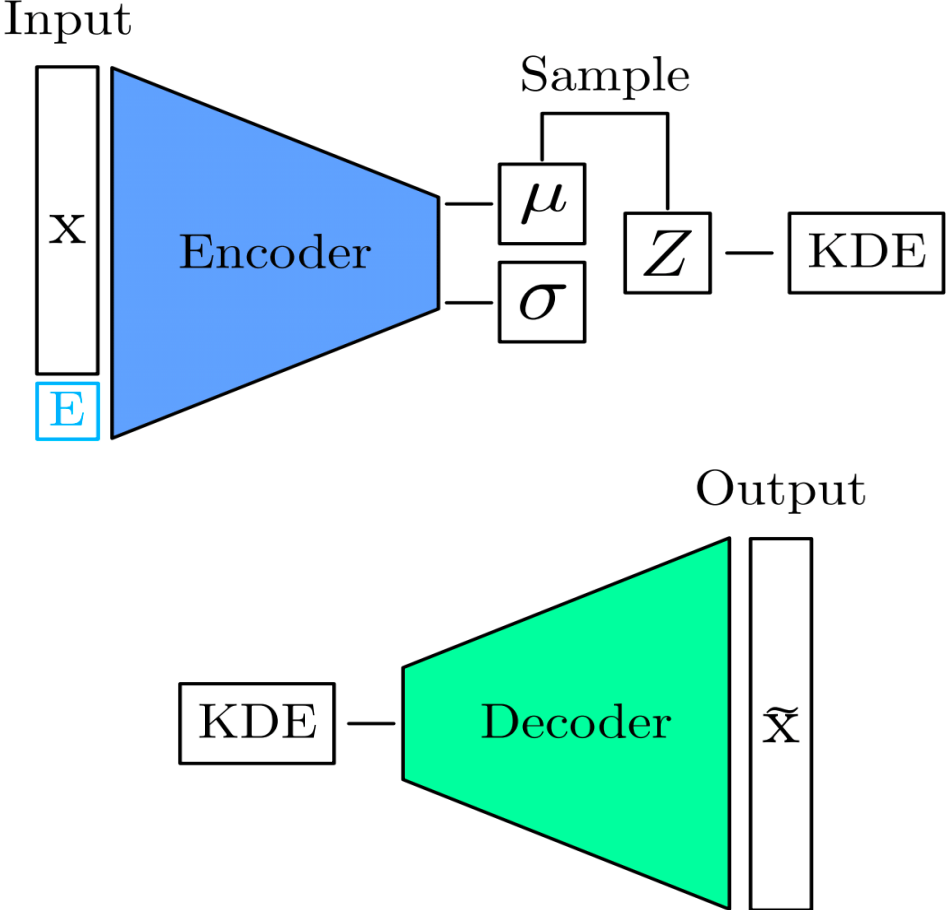 Input
Sample
x
Encoder
μ
σ
Z
KDE
E
Output
KDE
Decoder
x̃